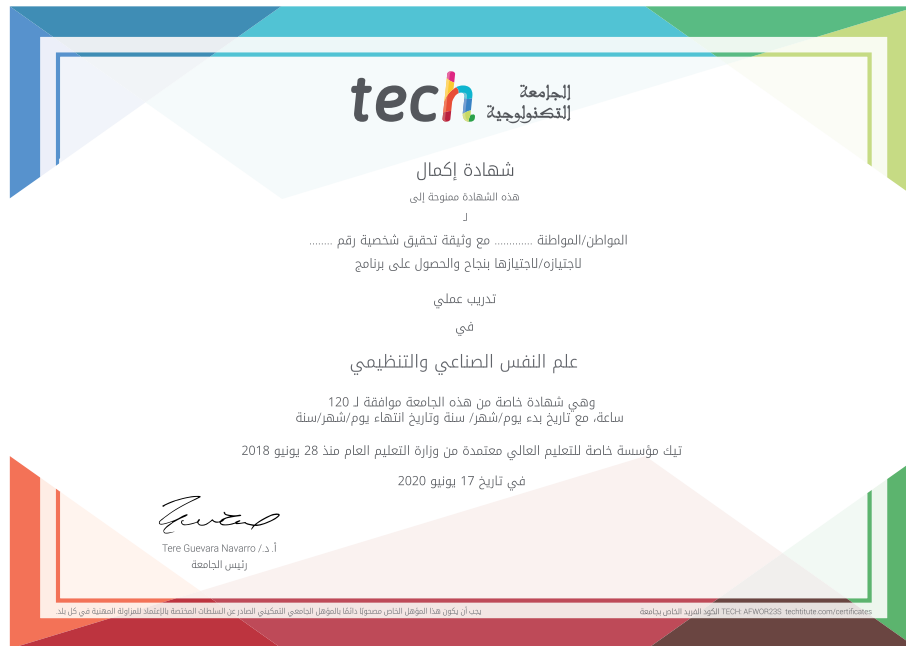 tech
الجامعة
التكنولوجية
شهادة إكمال
هذه الشهادة ممنوحة إلى
لـ
المواطن/المواطنة ............. مع وثيقة تحقيق شخصية رقم ........
لاجتيازه/لاجتيازها بنجاح والحصول على برنامج
تدريب عملي
في
علم النفس الصناعي والتنظيمي
وهي شهادة خاصة من هذه الجامعة موافقة لـ 120
ساعة، مع تاريخ بدء يوم/شهر/ سنة وتاريخ انتهاء يوم/شهر/سنة
تيك مؤسسة خاصة للتعليم العالي معتمدة من وزارة التعليم العام منذ 28 يونيو 2018
في تاريخ 17 يونيو 2020
أ.د./ Tere Guevara Navarro
رئيس الجامعة
يجب أن يكون هذا المؤهل الخاص مصحوبًا دائمًا بالمؤهل الجامعي التمكيني الصادر عن السلطات المختصة بالإعتماد للمزاولة المهنية في كل بلد.
الكود الفريد الخاص بجامعة TECH: AFWOR23S techtitute.com/certificates